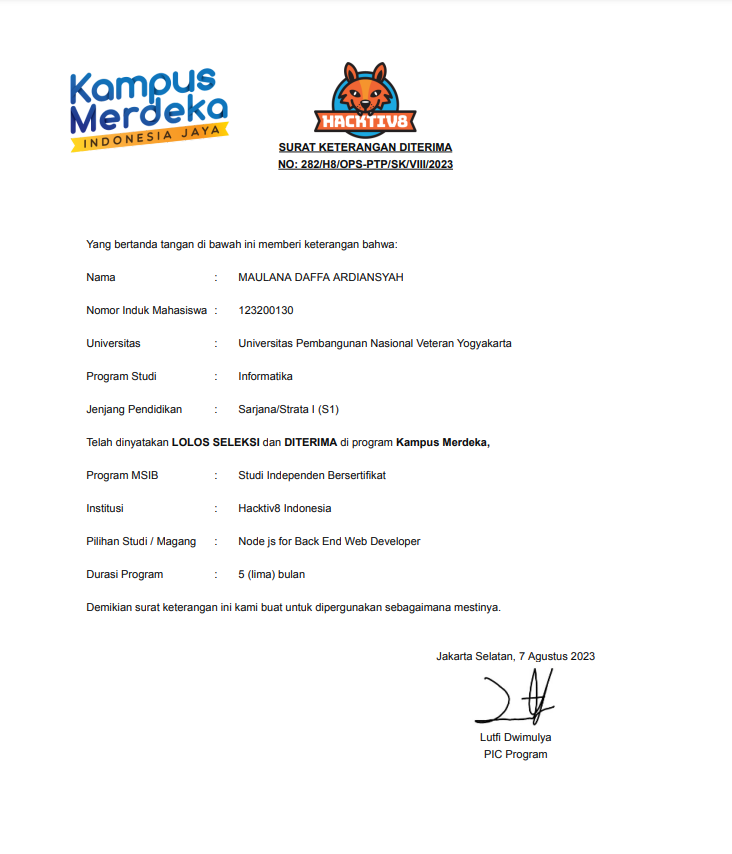 Kampus
Merdeka
INDONESIA JAYA
HACKTIV8
SURAT KETERANGAN DITERIMA
NO: 282/H8/OPS-PTP/SK/VIII/2023
Yang bertanda tangan di bawah ini memberi keterangan bahwa:
Nama : MAULANA DAFFA ARDIANSYAH
Nomor Induk Mahasiswa : 123200130
Universitas : Universitas Pembangunan Nasional Veteran Yogyakarta
Program Studi : Informatika
Jenjang Pendidikan : Sarjana/Strata I (S1)
Telah dinyatakan LOLOS SELEKSI dan DITERIMA di program Kampus Merdeka,
Program MSIB : Studi Independen Bersertifikat
Institusi : Hacktiv8 Indonesia
Pilihan Studi / Magang : Node js for Back End Web Developer
Durasi Program : 5 (lima) bulan
Demikian surat keterangan ini kami buat untuk dipergunakan sebagaimana mestinya.
Jakarta Selatan, 7 Agustus 2023
Lutfi Dwimulya
PIC Program